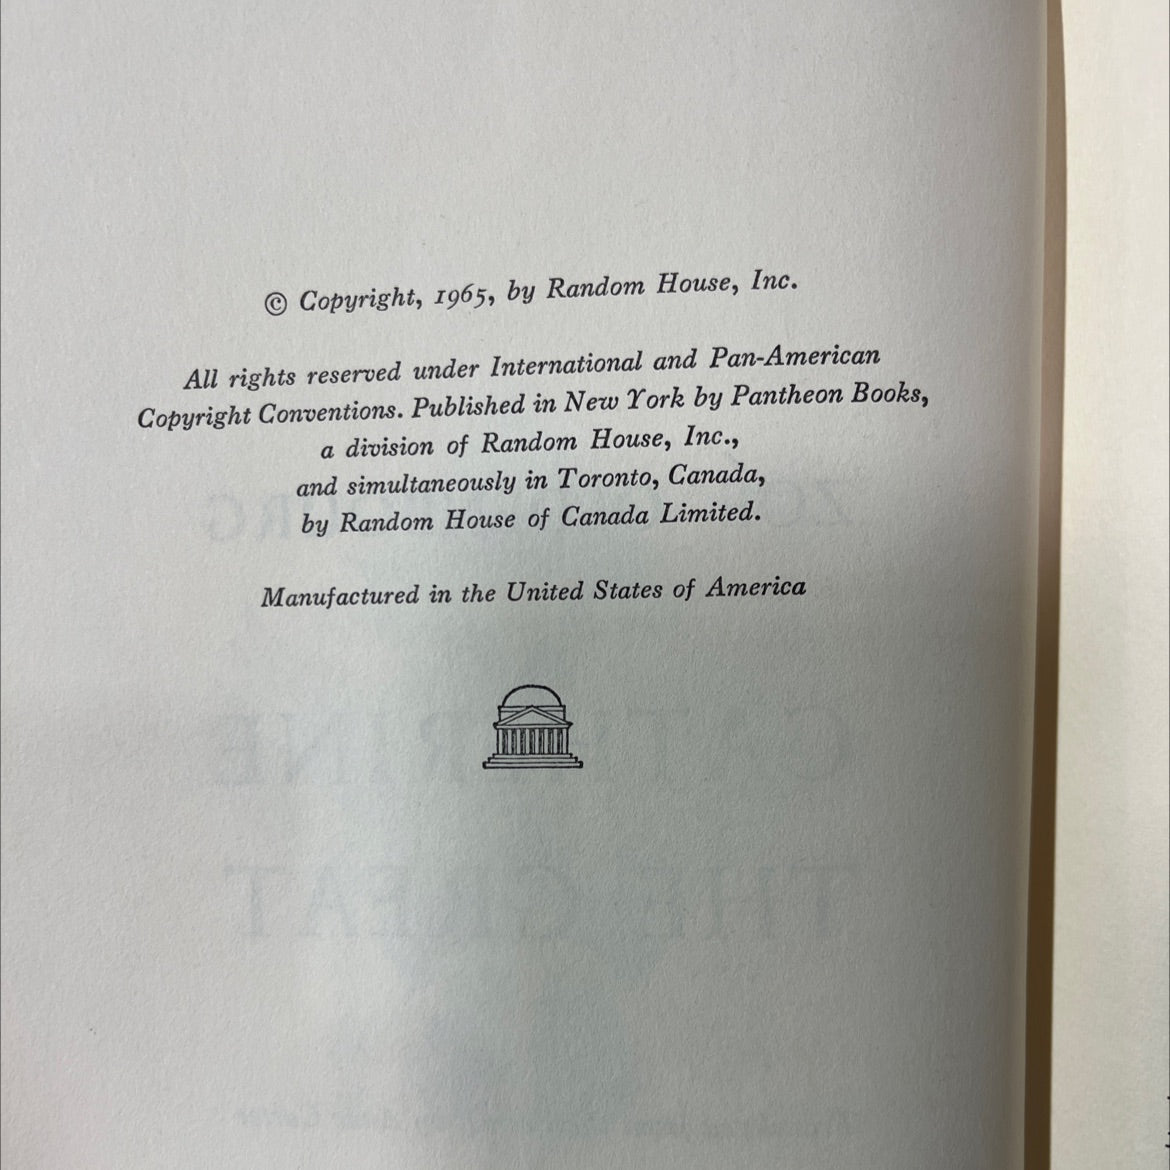 © Copyright, 1965, by Random House, Inc.
All rights reserved under International and Pan-American
Copyright Conventions. Published in New York by Pantheon Books,
a division of Random House, Inc.,
and simultaneously in Toronto, Canada,
by Random House of Canada Limited.
Manufactured in the United States of America
THE GREAT